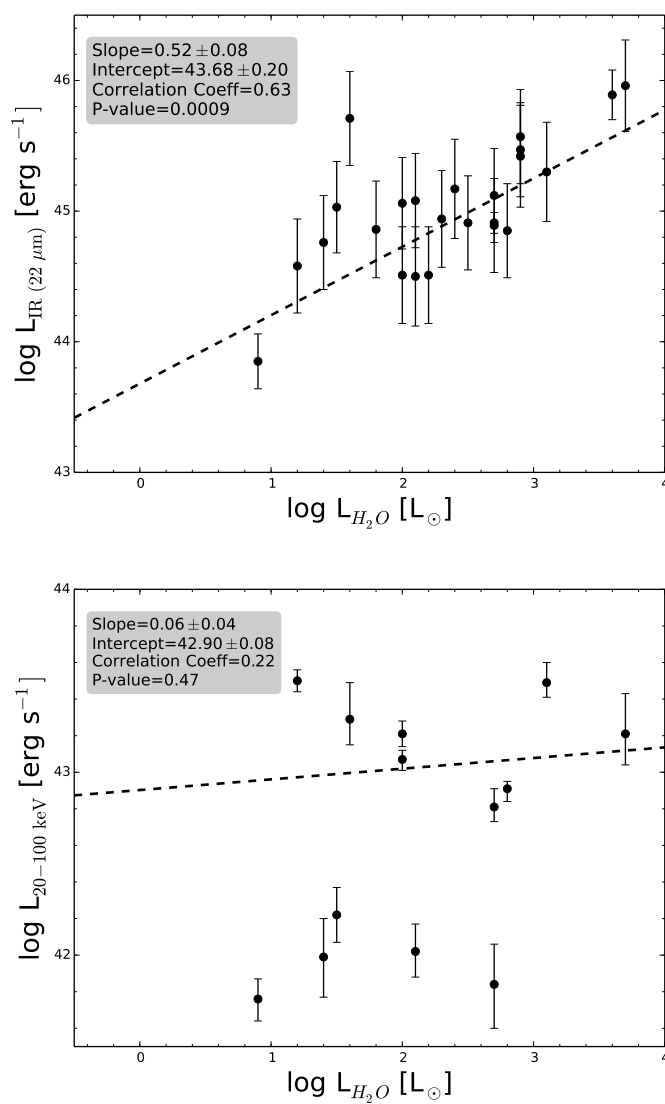 Slope=0.52±0.08
Intercept=43.68±0.20
Correlation Coeff=0.63
P-value=0.0009
46
45
44
43
log L_IR (22 μm) [erg s⁻¹]
0 1 2 3 4
log L_H₂O [L_⊙]
Slope=0.06±0.04
Intercept=42.90±0.08
Correlation Coeff=0.22
P-value=0.47
44
43
42
log L_20−100 keV [erg s⁻¹]
0 1 2 3 4
log L_H₂O [L_⊙]